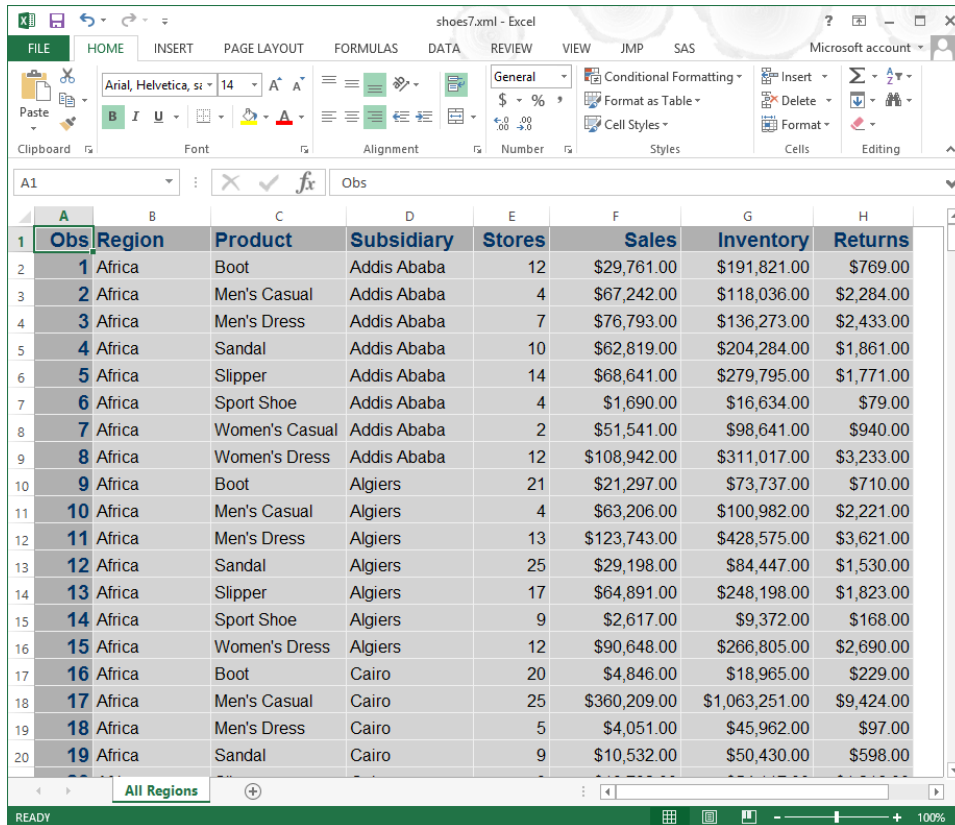 shoes7.xml - Excel
FILE HOME INSERT PAGE LAYOUT FORMULAS DATA REVIEW VIEW JMP SAS Microsoft account
Paste
Arial, Helvetica, sa 14
B I U
General
$ % ,
Conditional Formatting
Format as Table
Cell Styles
Insert
Delete
Format
Clipboard Font Alignment Number Styles Cells Editing
A1 fx Obs
A B C D E F G H
1 Obs Region Product Subsidiary Stores Sales Inventory Returns
2 1 Africa Boot Addis Ababa 12 $29,761.00 $191,821.00 $769.00
3 2 Africa Men's Casual Addis Ababa 4 $67,242.00 $118,036.00 $2,284.00
4 3 Africa Men's Dress Addis Ababa 7 $76,793.00 $136,273.00 $2,433.00
5 4 Africa Sandal Addis Ababa 10 $62,819.00 $204,284.00 $1,861.00
6 5 Africa Slipper Addis Ababa 14 $68,641.00 $279,795.00 $1,771.00
7 6 Africa Sport Shoe Addis Ababa 4 $1,690.00 $16,634.00 $79.00
8 7 Africa Women's Casual Addis Ababa 2 $51,541.00 $98,641.00 $940.00
9 8 Africa Women's Dress Addis Ababa 12 $108,942.00 $311,017.00 $3,233.00
10 9 Africa Boot Algiers 21 $21,297.00 $73,737.00 $710.00
11 10 Africa Men's Casual Algiers 4 $63,206.00 $100,982.00 $2,221.00
12 11 Africa Men's Dress Algiers 13 $123,743.00 $428,575.00 $3,621.00
13 12 Africa Sandal Algiers 25 $29,198.00 $84,447.00 $1,530.00
14 13 Africa Slipper Algiers 17 $64,891.00 $248,198.00 $1,823.00
15 14 Africa Sport Shoe Algiers 9 $2,617.00 $9,372.00 $168.00
16 15 Africa Women's Dress Algiers 12 $90,648.00 $266,805.00 $2,690.00
17 16 Africa Boot Cairo 20 $4,846.00 $18,965.00 $229.00
18 17 Africa Men's Casual Cairo 25 $360,209.00 $1,063,251.00 $9,424.00
19 18 Africa Men's Dress Cairo 5 $4,051.00 $45,962.00 $97.00
20 19 Africa Sandal Cairo 9 $10,532.00 $50,430.00 $598.00
All Regions
READY 100%